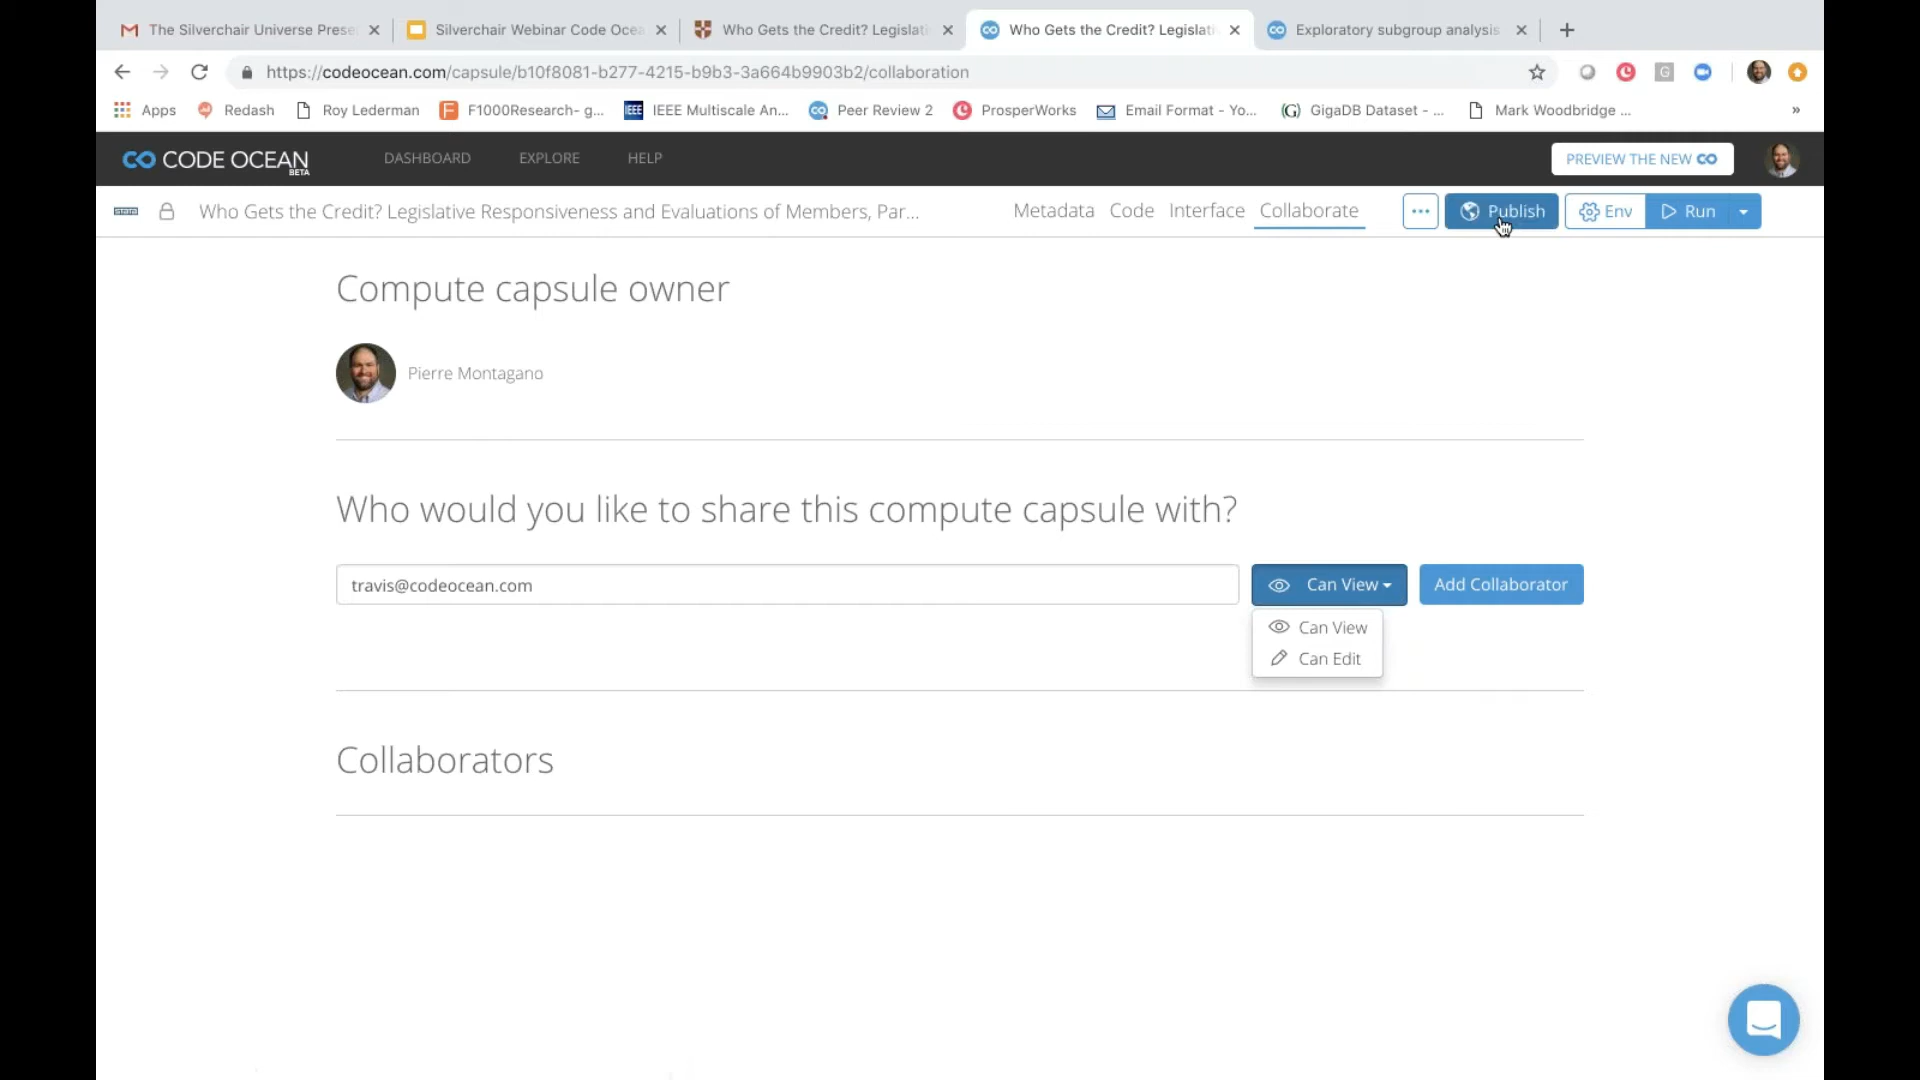 The Silverchair Universe Prese
Silverchair Webinar Code Ocea
Who Gets the Credit? Legislati
Who Gets the Credit? Legislati
Exploratory subgroup analysis
https://codeocean.com/capsule/b10f8081-b277-4215-b9b3-3a664b9903b2/collaboration
G
Apps
Redash
Roy Lederman
F F1000Research- g...
IEEE IEEE Multiscale An...
Peer Review 2
ProsperWorks
Email Format - Yo...
(G) GigaDB Dataset - ...
Mark Woodbridge ...
»
CODE OCEAN
BETA
DASHBOARD
EXPLORE
HELP
PREVIEW THE NEW
Who Gets the Credit? Legislative Responsiveness and Evaluations of Members, Par...
Metadata
Code
Interface
Collaborate
...
Publish
Env
Run
Compute capsule owner
Pierre Montagano
Who would you like to share this compute capsule with?
travis@codeocean.com
Can View
Add Collaborator
Can View
Can Edit
Collaborators